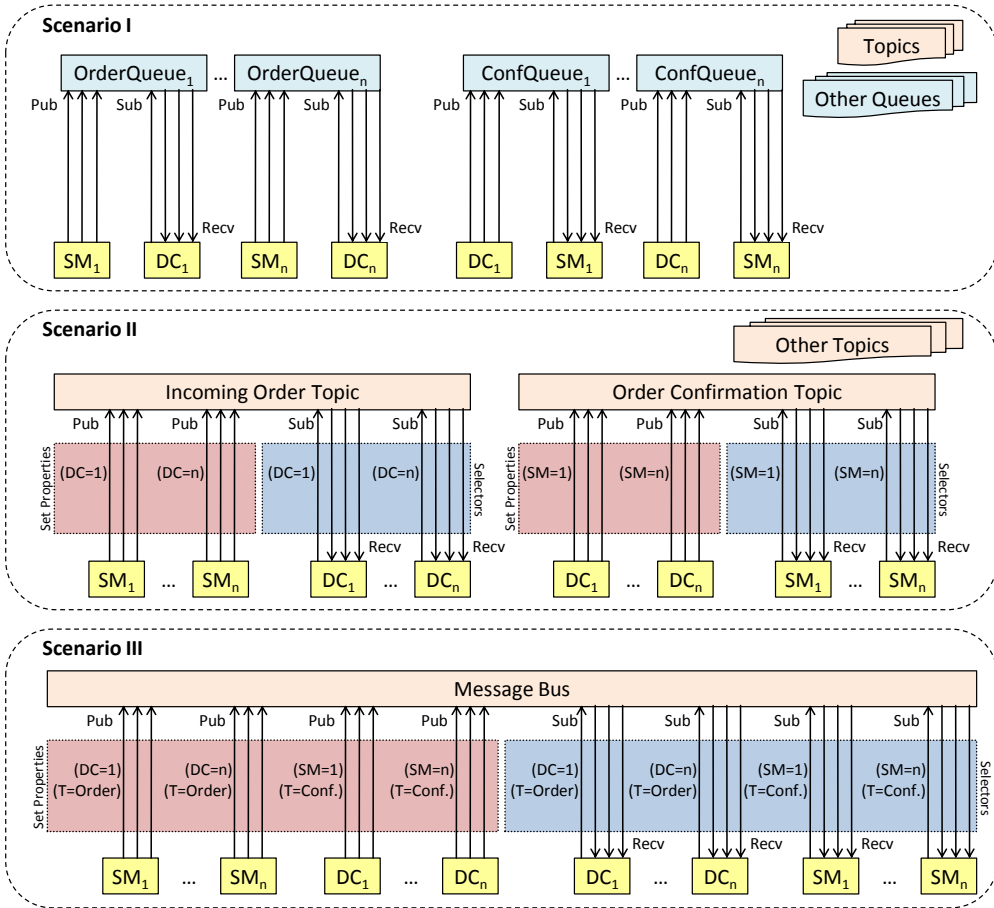 Scenario I
Topics
Other Queues
OrderQueue1 ... OrderQueuen ConfQueue1 ... ConfQueuen
Pub Sub Pub Sub Pub Sub Pub Sub
Recv Recv Recv Recv
SM1 DC1 SMn DCn DC1 SM1 DCn SMn
Scenario II
Other Topics
Incoming Order Topic Order Confirmation Topic
Pub Pub Sub Sub Pub Pub Sub Sub
Set Properties (DC=1) (DC=n) (DC=1) (DC=n) Selectors Set Properties (SM=1) (SM=n) (SM=1) (SM=n) Selectors
Recv Recv Recv Recv
SM1 ... SMn DC1 ... DCn DC1 ... DCn SM1 ... SMn
Scenario III
Message Bus
Pub Pub Pub Pub Sub Sub Sub Sub
Set Properties (DC=1) (DC=n) (SM=1) (SM=n) (DC=1) (DC=n) (SM=1) (SM=n) Selectors
(T=Order) (T=Order) (T=Conf.) (T=Conf.) (T=Order) (T=Order) (T=Conf.) (T=Conf.)
Recv Recv Recv Recv
SM1 ... SMn DC1 ... DCn DC1 ... DCn SM1 ... SMn